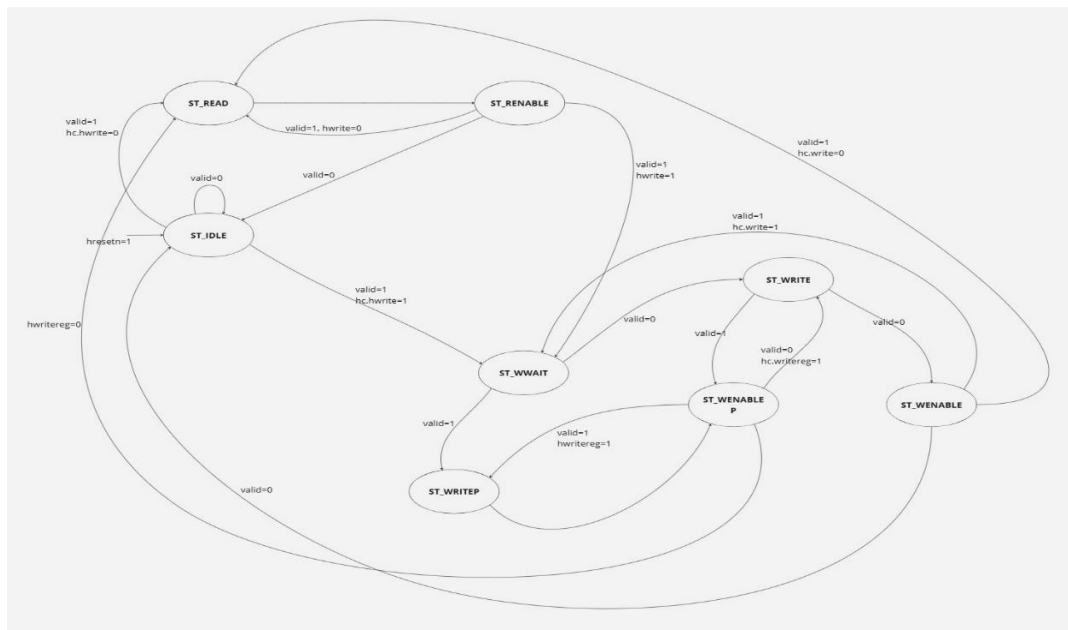 ST_READ
ST_RENABLE
valid=1
hc.hwrite=0
valid=1, hwrite=0
valid=1
hc.write=0
valid=1
hwrite=1
valid=0
valid=0
ST_IDLE
hresetn=1
valid=1
hc.write=1
ST_WRITE
valid=1
hc.hwrite=1
valid=0
valid=0
hwritereg=0
valid=1
valid=0
hc.writereg=1
ST_WWAIT
ST_WENABLE
P
ST_WENABLE
valid=1
valid=1
hwritereg=1
ST_WRITEP
valid=0